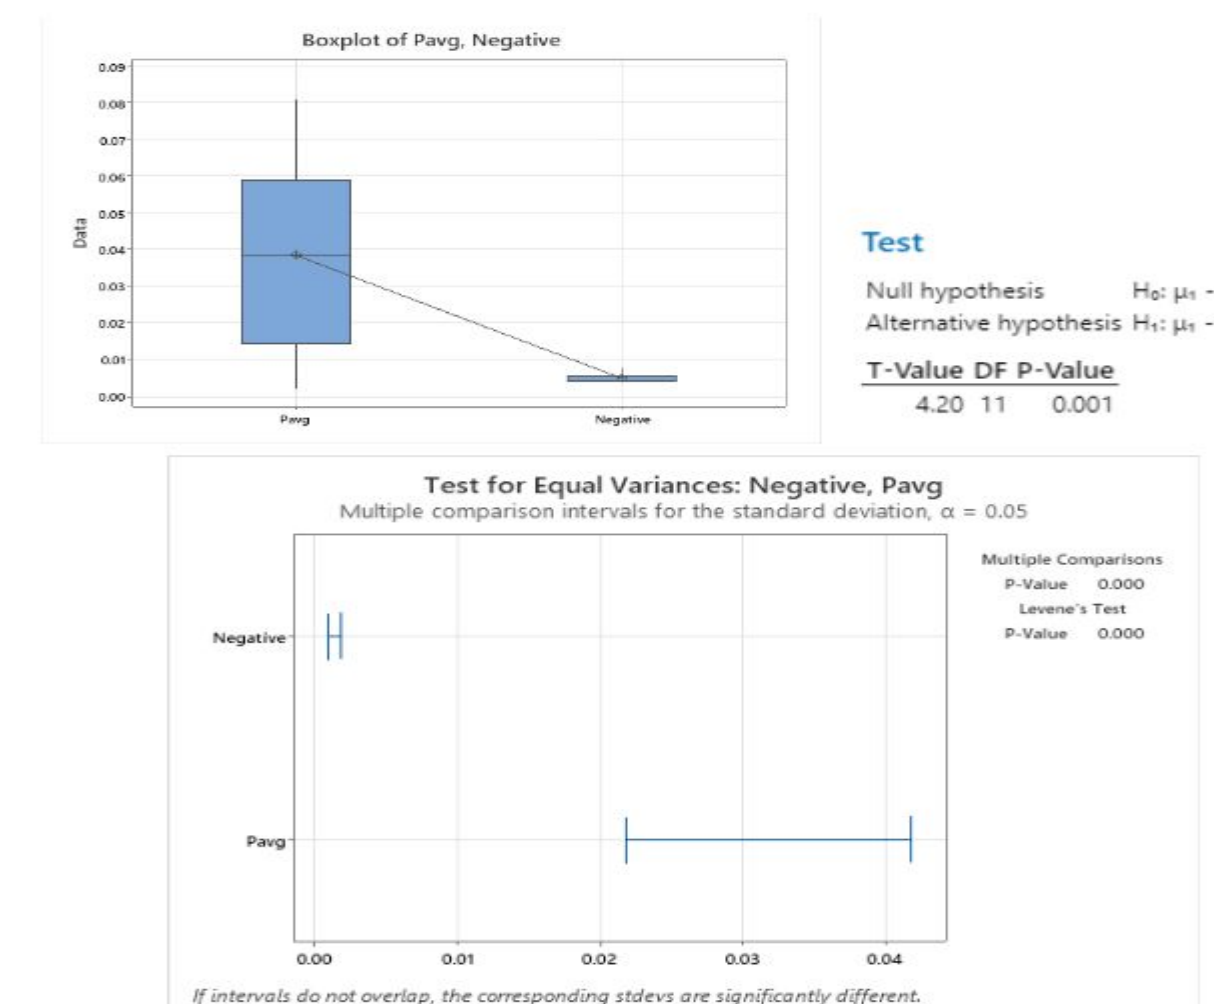 Boxplot of Pavg, Negative
0.09
0.08
0.07
0.06
0.05
0.04
0.03
0.02
0.01
0.00
Data
Pavg Negative
Test
Null hypothesis H₀: μ₁ -
Alternative hypothesis H₁: μ₁ -
T-Value DF P-Value
4.20 11 0.001
Test for Equal Variances: Negative, Pavg
Multiple comparison intervals for the standard deviation, α = 0.05
Multiple Comparisons
P-Value 0.000
Levene's Test
P-Value 0.000
Negative
Pavg
0.00 0.01 0.02 0.03 0.04
If intervals do not overlap, the corresponding stdevs are significantly different.